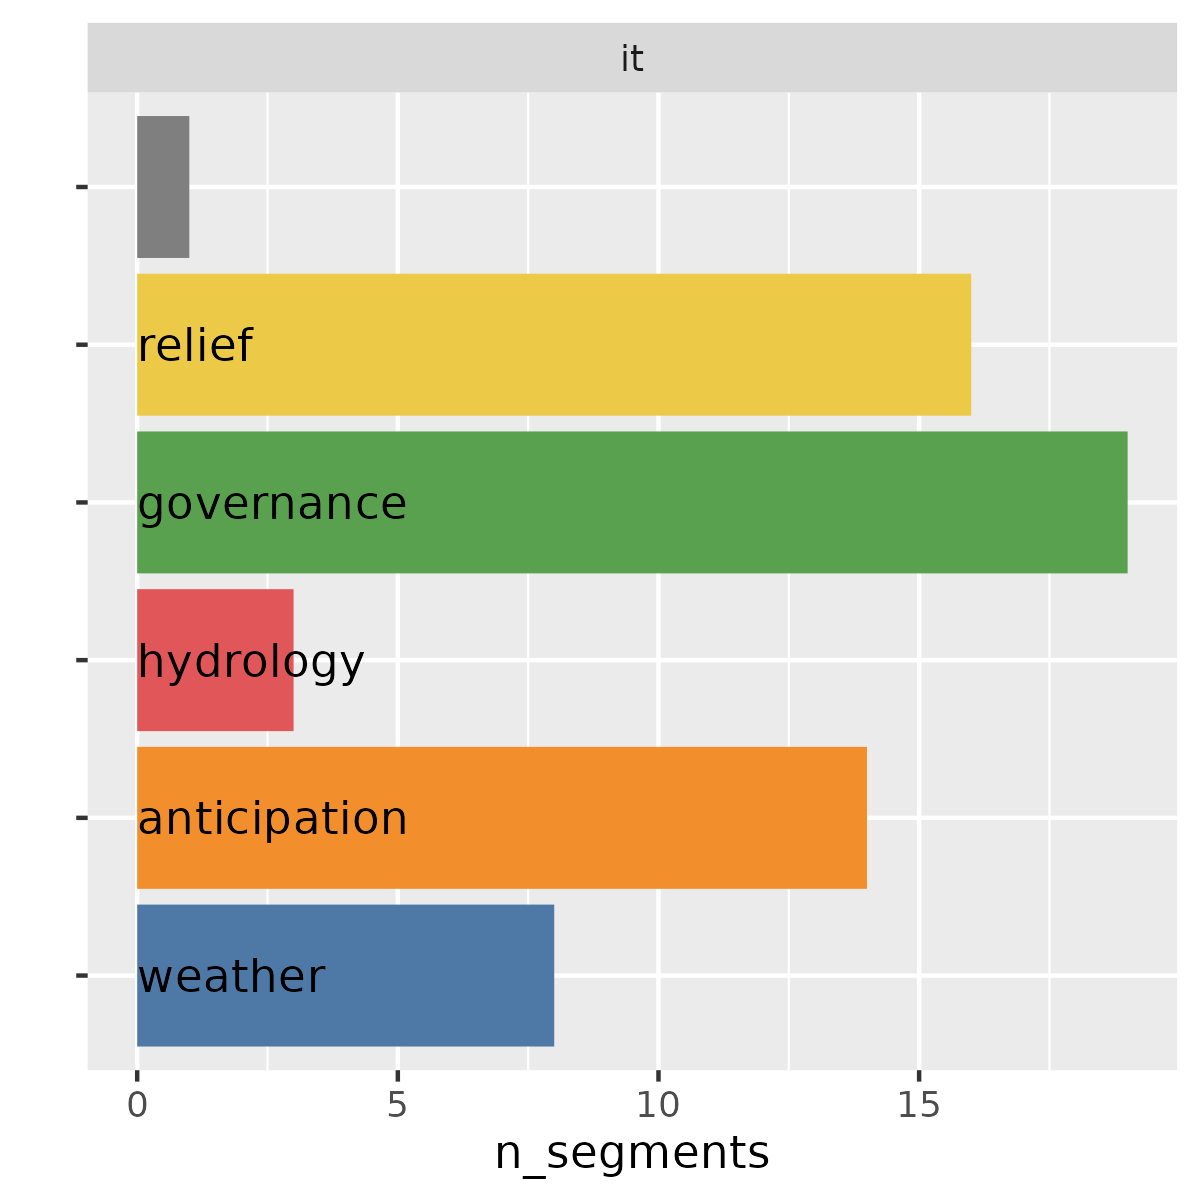 it
relief
governance
hydrology
anticipation
weather
0 5 10 15
n_segments